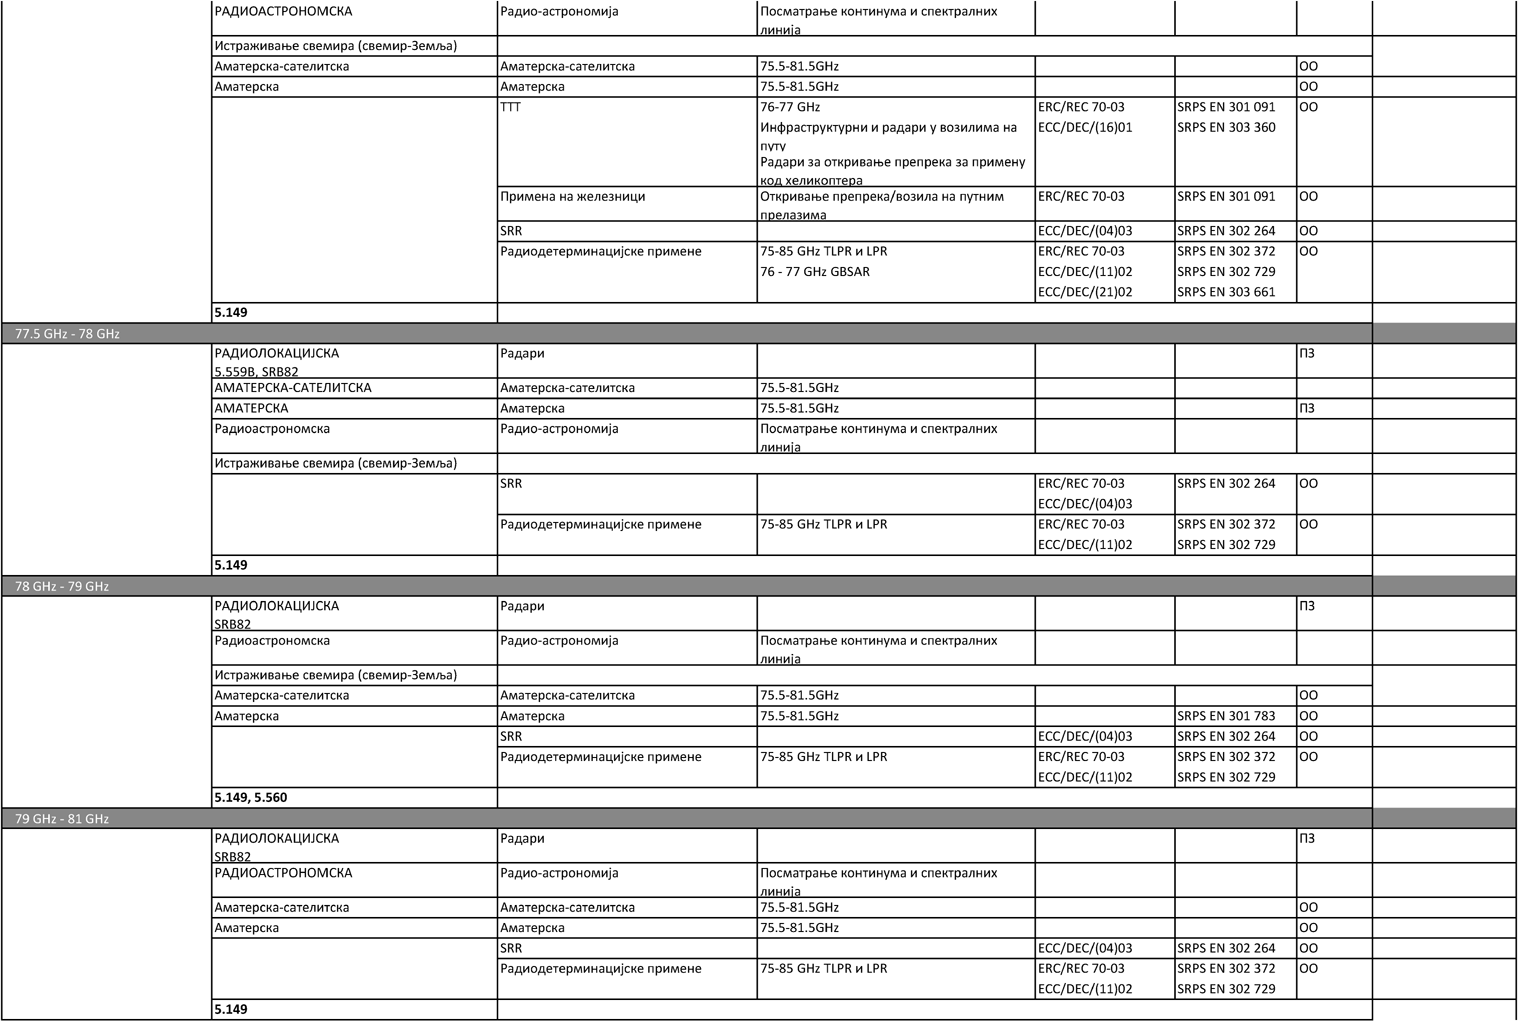 РАДИОАСТРОНОМСКА Радио-астрономија Посматрање континума и спектралних
линија
Истраживање свемира (свемир-Земља)
Аматерска-сателитска Аматерска-сателитска 75.5-81.5GHz ОО
Аматерска Аматерска 75.5-81.5GHz ОО
ТТТ 76-77 GHz ERC/REC 70-03 SRPS EN 301 091 ОО
Инфраструктурни и радари у возилима на ECC/DEC/(16)01 SRPS EN 303 360
путу
Радари за откривање препрека за примену
код хеликоптера
Примена на железници Откривање препрека/возила на путним ERC/REC 70-03 SRPS EN 301 091 ОО
прелазима
SRR ECC/DEC/(04)03 SRPS EN 302 264 ОО
Радиодетерминацијске примене 75-85 GHz TLPR и LPR ERC/REC 70-03 SRPS EN 302 372 ОО
76 - 77 GHz GBSAR ECC/DEC/(11)02 SRPS EN 302 729
ECC/DEC/(21)02 SRPS EN 303 661
5.149
77.5 GHz - 78 GHz
РАДИОЛОКАЦИЈСКА Радари ПЗ
5.559B, SRB82
АМАТЕРСКА-САТЕЛИТСКА Аматерска-сателитска 75.5-81.5GHz
АМАТЕРСКА Аматерска 75.5-81.5GHz ПЗ
Радиоастрономска Радио-астрономија Посматрање континума и спектралних
линија
Истраживање свемира (свемир-Земља)
SRR ERC/REC 70-03 SRPS EN 302 264 ОО
ECC/DEC/(04)03
Радиодетерминацијске примене 75-85 GHz TLPR и LPR ERC/REC 70-03 SRPS EN 302 372 ОО
ECC/DEC/(11)02 SRPS EN 302 729
5.149
78 GHz - 79 GHz
РАДИОЛОКАЦИЈСКА Радари ПЗ
SRB82
Радиоастрономска Радио-астрономија Посматрање континума и спектралних
линија
Истраживање свемира (свемир-Земља)
Аматерска-сателитска Аматерска-сателитска 75.5-81.5GHz ОО
Аматерска Аматерска 75.5-81.5GHz SRPS EN 301 783 ОО
SRR ECC/DEC/(04)03 SRPS EN 302 264 ОО
Радиодетерминацијске примене 75-85 GHz TLPR и LPR ERC/REC 70-03 SRPS EN 302 372 ОО
ECC/DEC/(11)02 SRPS EN 302 729
5.149, 5.560
79 GHz - 81 GHz
РАДИОЛОКАЦИЈСКА Радари ПЗ
SRB82
РАДИОАСТРОНОМСКА Радио-астрономија Посматрање континума и спектралних
линија
Аматерска-сателитска Аматерска-сателитска 75.5-81.5GHz ОО
Аматерска Аматерска 75.5-81.5GHz ОО
SRR ECC/DEC/(04)03 SRPS EN 302 264 ОО
Радиодетерминацијске примене 75-85 GHz TLPR и LPR ERC/REC 70-03 SRPS EN 302 372 ОО
ECC/DEC/(11)02 SRPS EN 302 729
5.149